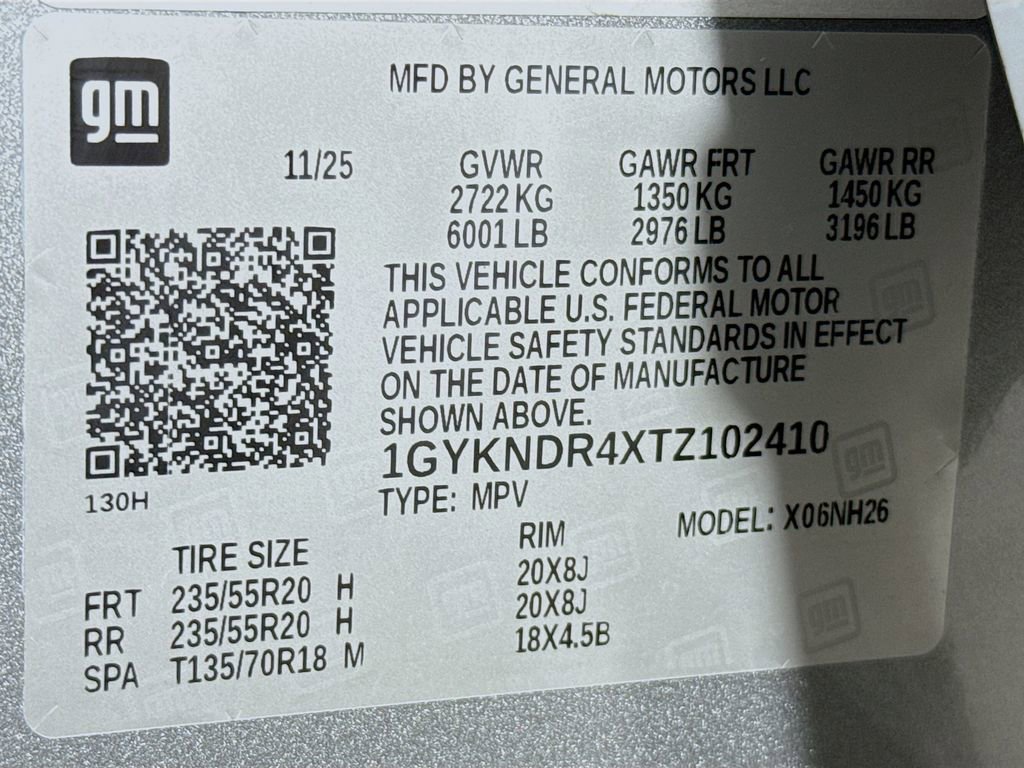 gm
MFD BY GENERAL MOTORS LLC
11/25 GVWR GAWR FRT GAWR RR
2722 KG 1350 KG 1450 KG
6001 LB 2976 LB 3196 LB
THIS VEHICLE CONFORMS TO ALL
APPLICABLE U.S. FEDERAL MOTOR
VEHICLE SAFETY STANDARDS IN EFFECT
ON THE DATE OF MANUFACTURE
SHOWN ABOVE.
1GYKNDR4XTZ102410
130H
TYPE: MPV
MODEL: X06NH26
TIRE SIZE RIM
FRT 235/55R20 H 20X8J
RR 235/55R20 H 20X8J
SPA T135/70R18 M 18X4.5B